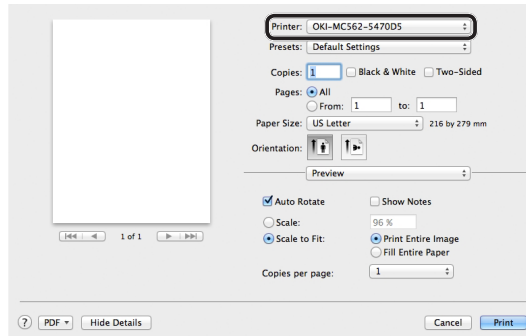 Printer: OKI-MC562-5470D5
Presets: Default Settings
Copies: 1 Black & White Two-Sided
Pages: All
From: 1 to: 1
Paper Size: US Letter 216 by 279 mm
Orientation:
Preview
Auto Rotate Show Notes
Scale: 96 %
Scale to Fit: Print Entire Image
Fill Entire Paper
Copies per page: 1
1 of 1
? PDF Hide Details Cancel Print